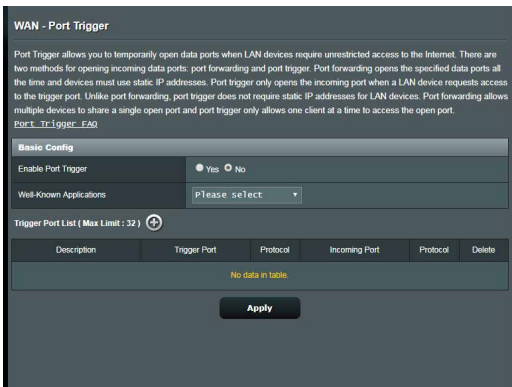 WAN - Port Trigger
Port Trigger allows you to temporarily open data ports when LAN devices require unrestricted access to the Internet. There are
two methods for opening incoming data ports: port forwarding and port trigger. Port forwarding opens the specified data ports all
the time and devices must use static IP addresses. Port trigger only opens the incoming port when a LAN device requests access
to the trigger port. Unlike port forwarding, port trigger does not require static IP addresses for LAN devices. Port forwarding allows
multiple devices to share a single open port and port trigger only allows one client at a time to access the open port.
Port Trigger FAQ
Basic Config
Enable Port Trigger Yes No
Well-Known Applications Please select
Trigger Port List ( Max Limit : 32 )
Description Trigger Port Protocol Incoming Port Protocol Delete
No data in table.
Apply